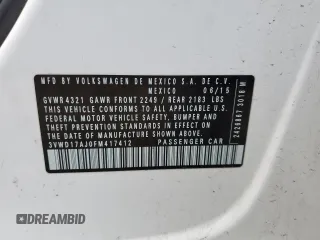 MFD BY VOLKSWAGEN DE MEXICO S.A. DE C.V.
MEXICO 06/15
GVWR 4321 GAWR FRONT 2249 / REAR 2183 LBS
THIS VEHICLE CONFORMS TO ALL APPLICABLE U.S.
FEDERAL MOTOR VEHICLE SAFETY, BUMPER AND
THEFT PREVENTION STANDARDS IN EFFECT ON
THE DATE OF MANUFACTURE SHOWN ABOVE
3VWD17AJ0FM417412 PASSENGER CAR
2426867 301B M
DREAMBID